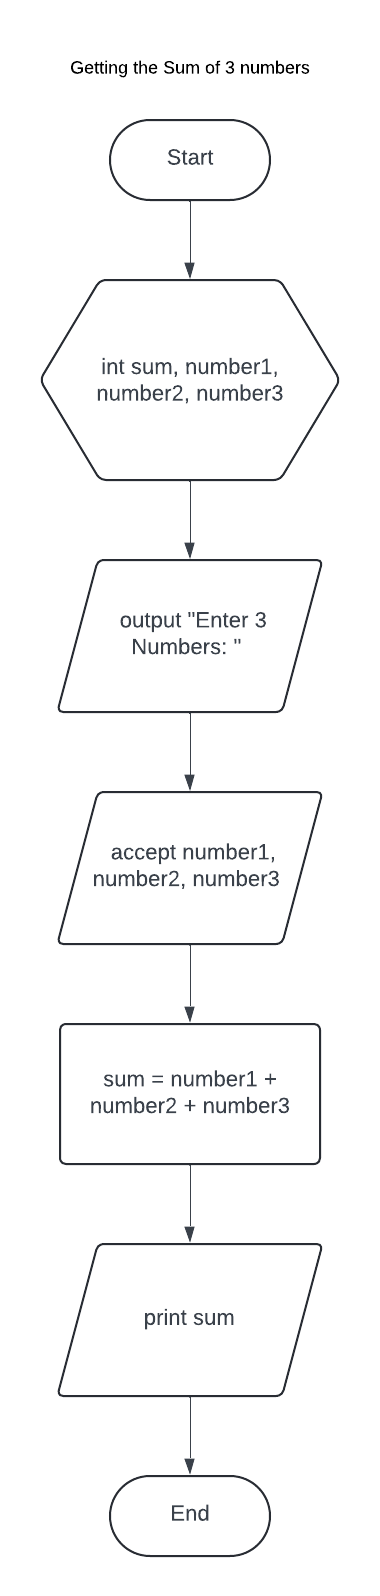 Getting the Sum of 3 numbers
Start
int sum, number1,
number2, number3
output "Enter 3
Numbers: "
accept number1,
number2, number3
sum = number1 +
number2 + number3
print sum
End